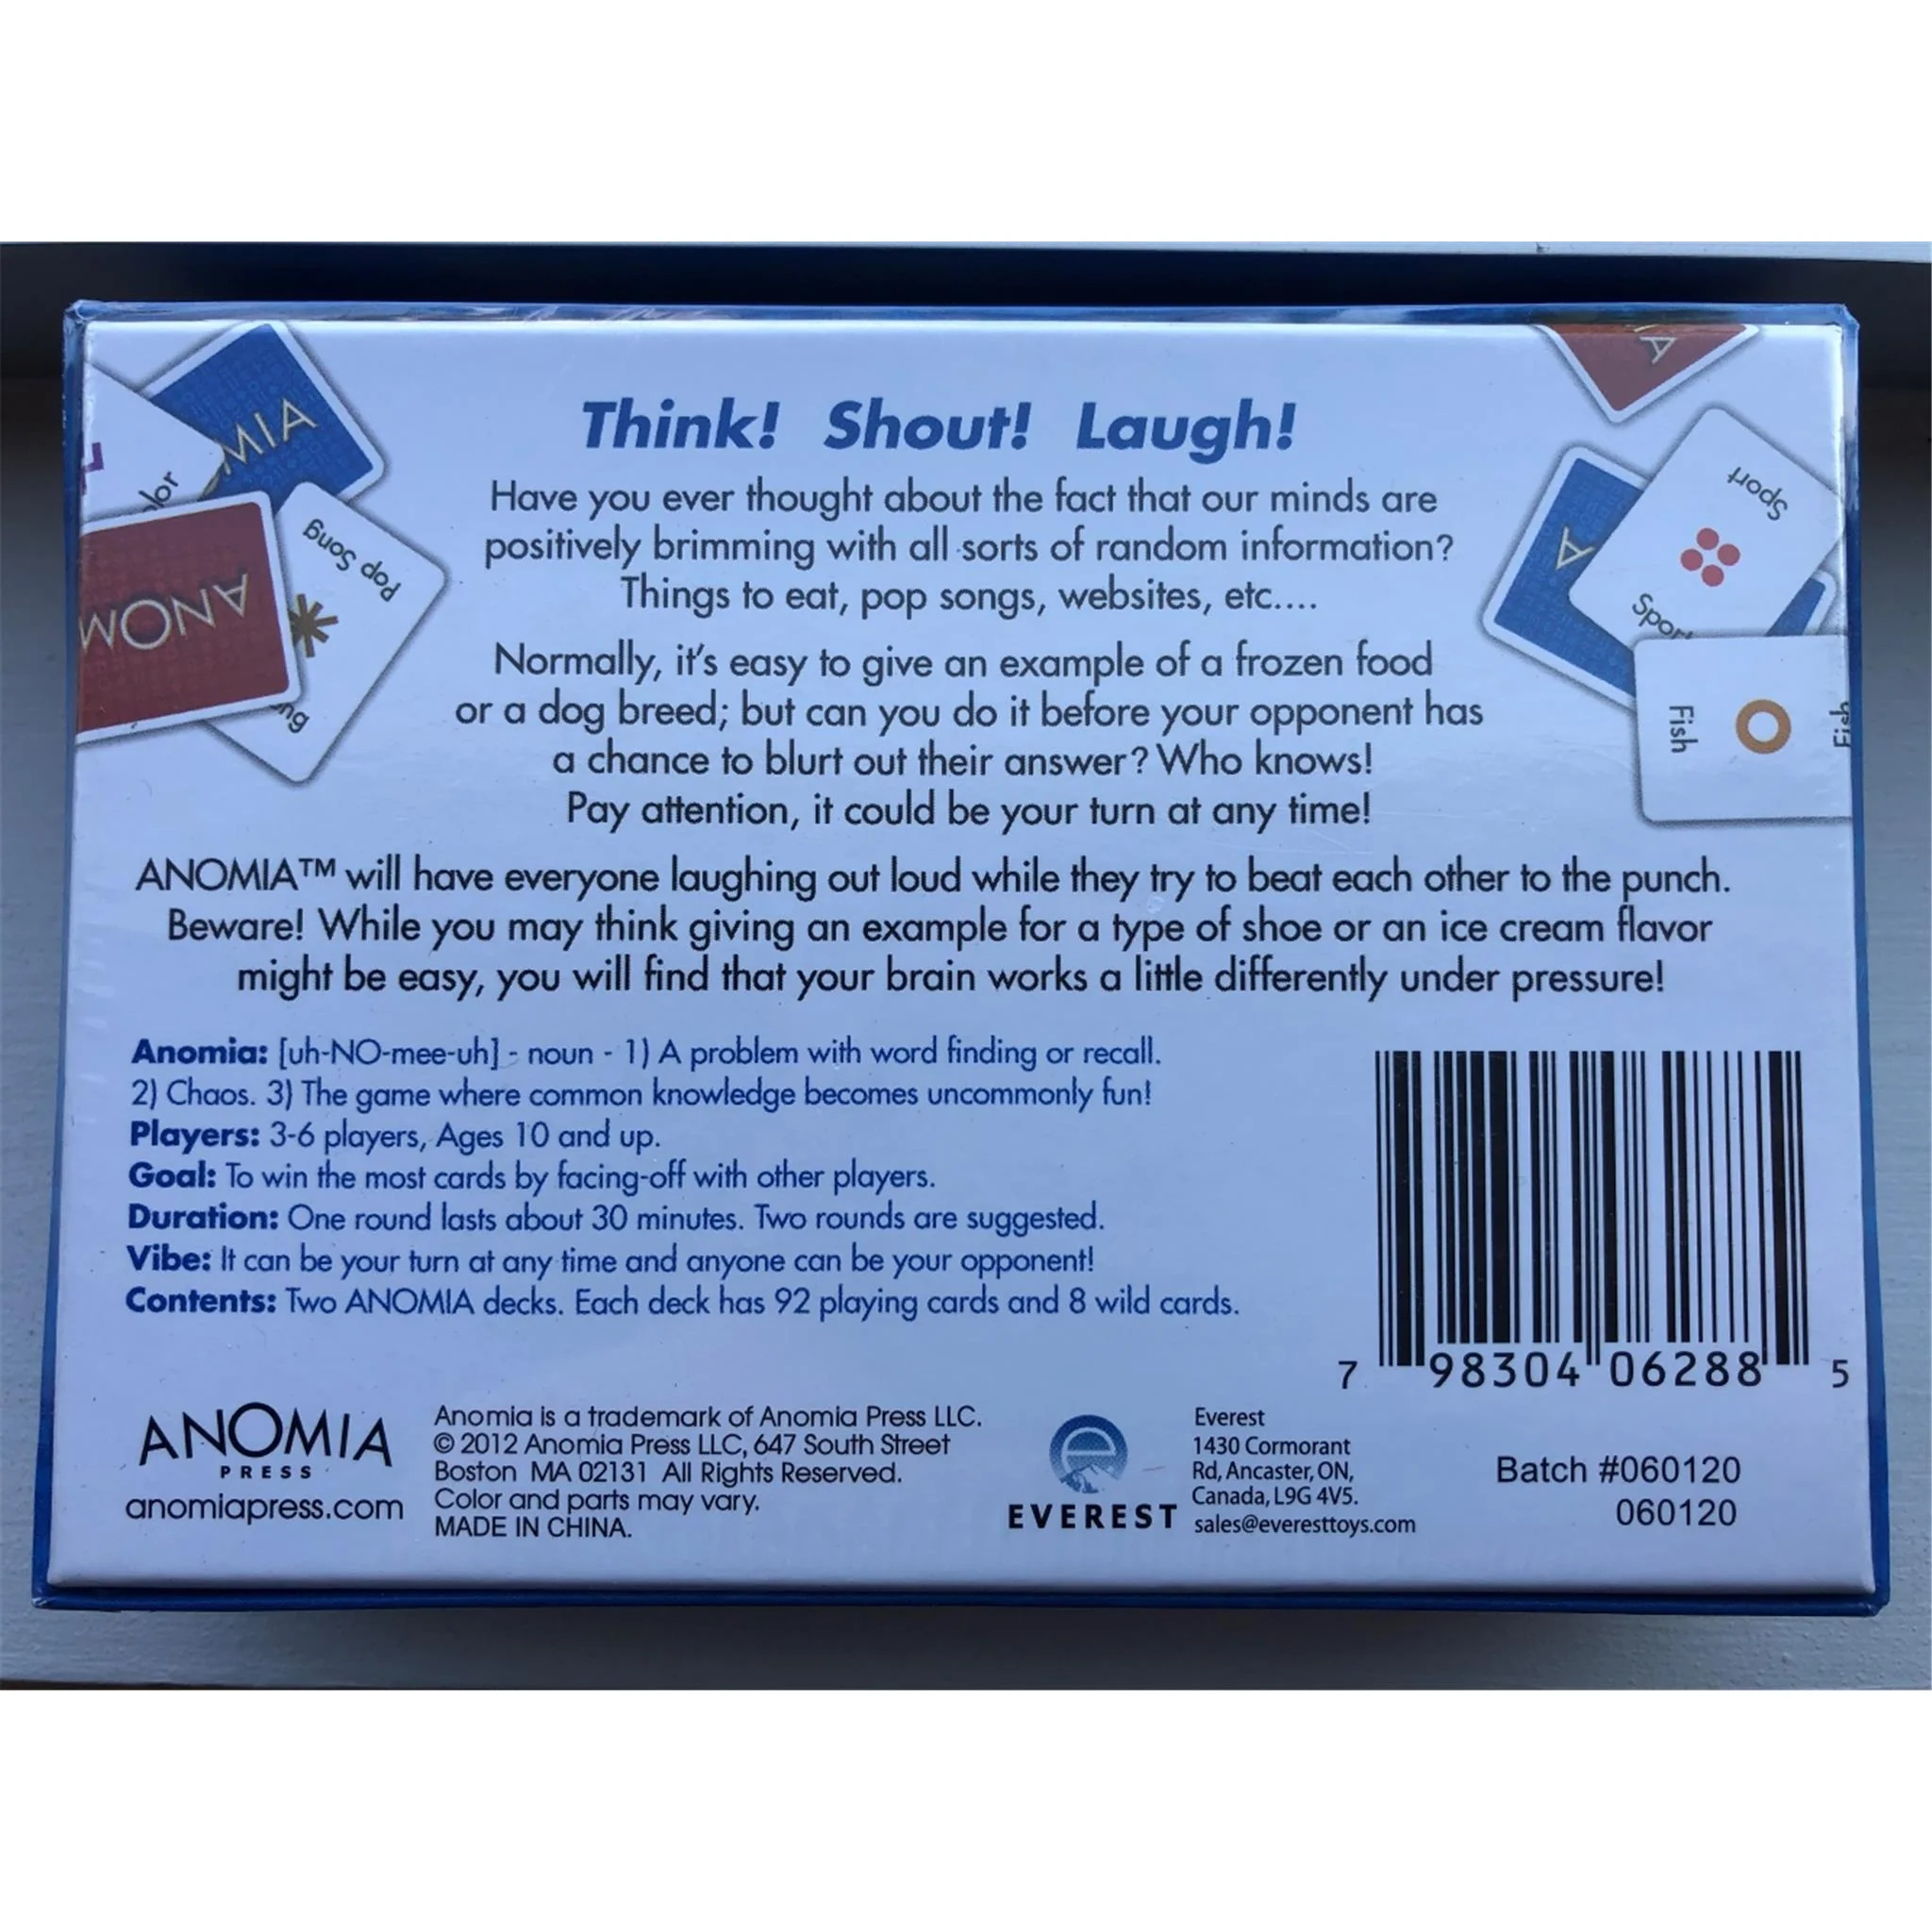 MIA
olor
ANOM
Pop Song
ng
A
A
Sport
Sport
Fish
Fish
Think! Shout! Laugh!
Have you ever thought about the fact that our minds are
positively brimming with all sorts of random information?
Things to eat, pop songs, websites, etc....
Normally, it's easy to give an example of a frozen food
or a dog breed; but can you do it before your opponent has
a chance to blurt out their answer? Who knows!
Pay attention, it could be your turn at any time!
ANOMIA™ will have everyone laughing out loud while they try to beat each other to the punch.
Beware! While you may think giving an example for a type of shoe or an ice cream flavor
might be easy, you will find that your brain works a little differently under pressure!
Anomia: [uh-NO-mee-uh] - noun - 1) A problem with word finding or recall.
2) Chaos. 3) The game where common knowledge becomes uncommonly fun!
Players: 3-6 players, Ages 10 and up.
Goal: To win the most cards by facing-off with other players.
Duration: One round lasts about 30 minutes. Two rounds are suggested.
Vibe: It can be your turn at any time and anyone can be your opponent!
Contents: Two ANOMIA decks. Each deck has 92 playing cards and 8 wild cards.
7 98304 06288 5
ANOMIA
PRESS
anomiapress.com
Anomia is a trademark of Anomia Press LLC.
© 2012 Anomia Press LLC, 647 South Street
Boston MA 02131 All Rights Reserved.
Color and parts may vary.
MADE IN CHINA.
e
EVEREST
Everest
1430 Cormorant
Rd, Ancaster, ON,
Canada, L9G 4V5.
sales@everesttoys.com
Batch #060120
060120